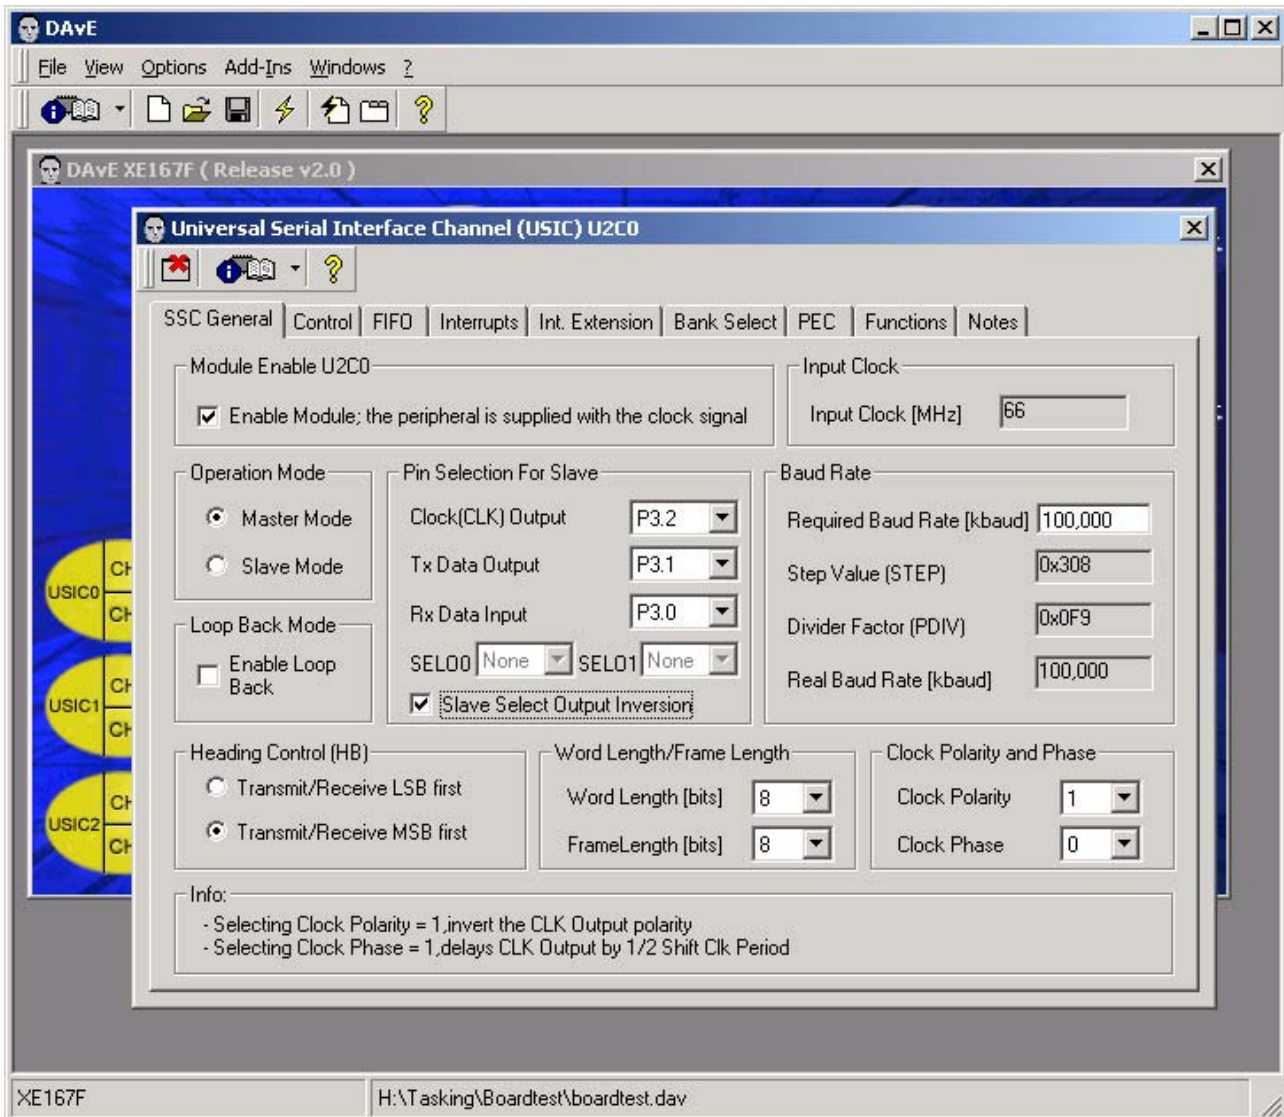 DAvE
File View Options Add-Ins Windows ?
DAvE XE167F ( Release v2.0 )
Universal Serial Interface Channel (USIC) U2C0
SSC General Control FIFO Interrupts Int. Extension Bank Select PEC Functions Notes
Module Enable U2C0
Enable Module; the peripheral is supplied with the clock signal
Input Clock
Input Clock [MHz] 66
Operation Mode
Master Mode
Slave Mode
Pin Selection For Slave
Clock(CLK) Output P3.2
Tx Data Output P3.1
Rx Data Input P3.0
SELO0 None SELO1 None
Slave Select Output Inversion
Baud Rate
Required Baud Rate [kbaud] 100,000
Step Value (STEP) 0x308
Divider Factor (PDIV) 0x0F9
Real Baud Rate [kbaud] 100,000
Loop Back Mode
Enable Loop
Back
Heading Control (HB)
Transmit/Receive LSB first
Transmit/Receive MSB first
Word Length/Frame Length
Word Length [bits] 8
FrameLength [bits] 8
Clock Polarity and Phase
Clock Polarity 1
Clock Phase 0
Info:
- Selecting Clock Polarity = 1,invert the CLK Output polarity
- Selecting Clock Phase = 1,delays CLK Output by 1/2 Shift Clk Period
USIC0
CH
CH
USIC1
CH
CH
USIC2
CH
CH
XE167F
H:\Tasking\Boardtest\boardtest.dav